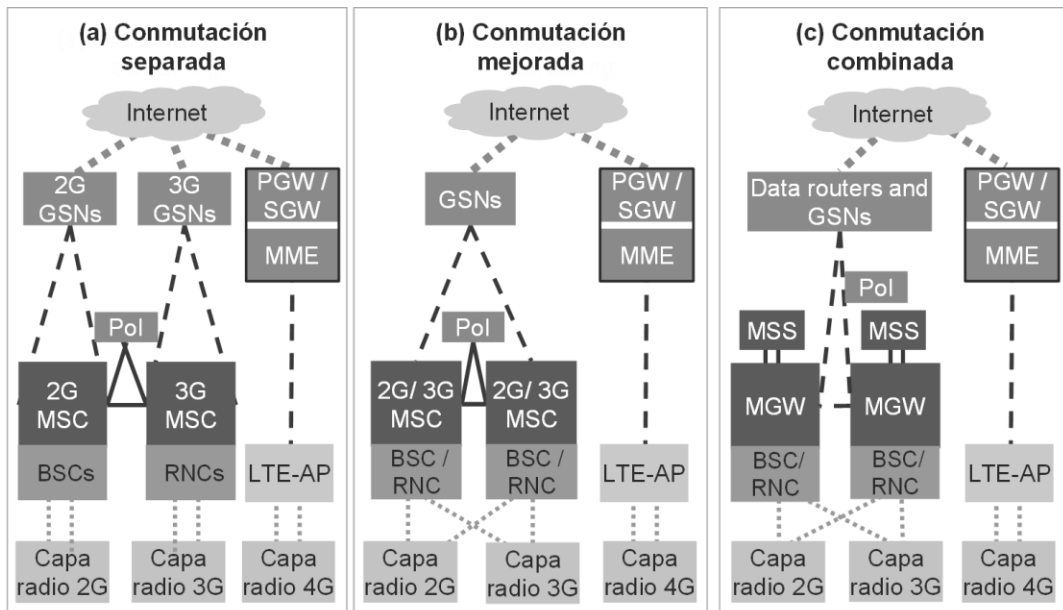 (a) Conmutación
separada
Internet
2G
GSNs
3G
GSNs
PGW /
SGW
MME
PoI
2G
MSC
3G
MSC
BSCs
RNCs
LTE-AP
Capa
radio 2G
Capa
radio 3G
Capa
radio 4G
(b) Conmutación
mejorada
Internet
GSNs
PGW /
SGW
MME
PoI
2G/ 3G
MSC
2G/ 3G
MSC
BSC /
RNC
BSC /
RNC
LTE-AP
Capa
radio 2G
Capa
radio 3G
Capa
radio 4G
(c) Conmutación
combinada
Internet
Data routers and
GSNs
PGW /
SGW
MME
PoI
MSS
MSS
MGW
MGW
BSC/
RNC
BSC/
RNC
LTE-AP
Capa
radio 2G
Capa
radio 3G
Capa
radio 4G